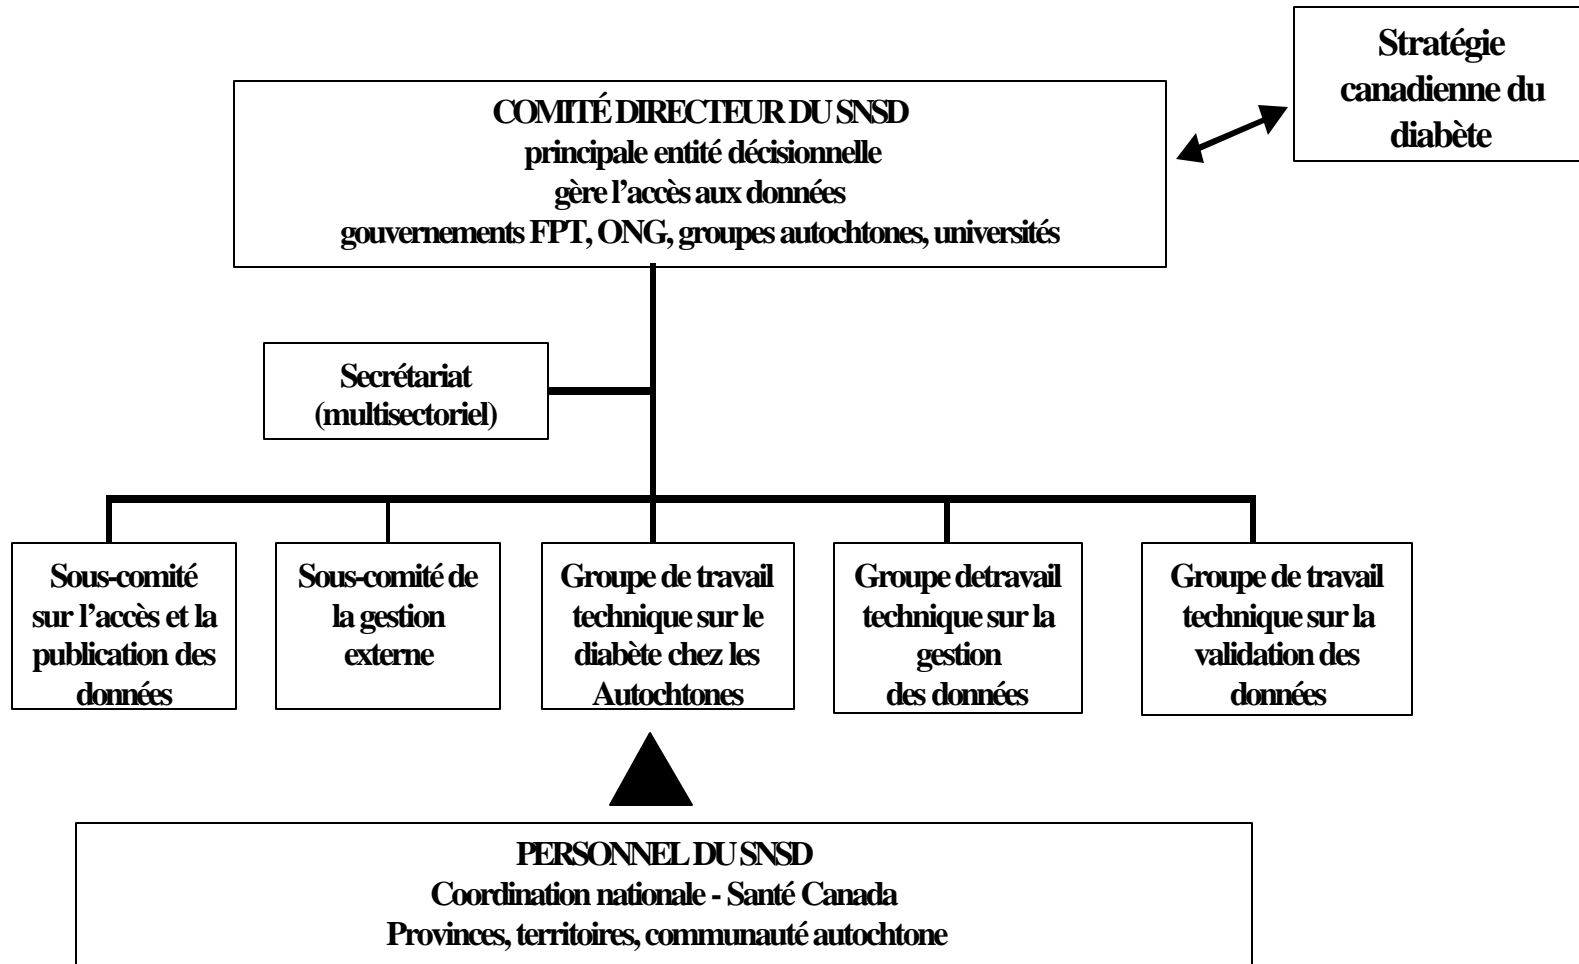 Stratégie
canadienne du
diabète
COMITÉ DIRECTEUR DU SNSD
principale entité décisionnelle
gère l'accès aux données
gouvernements FPT, ONG, groupes autochtones, universités
Secrétariat
(multisectoriel)
Sous-comité
sur l'accès et la
publication des
données
Sous-comité de
la gestion
externe
Groupe de travail
technique sur le
diabète chez les
Autochtones
Groupe detravail
technique sur la
gestion
des données
Groupe de travail
technique sur la
validation des
données
PERSONNEL DU SNSD
Coordination nationale - Santé Canada
Provinces, territoires, communauté autochtone